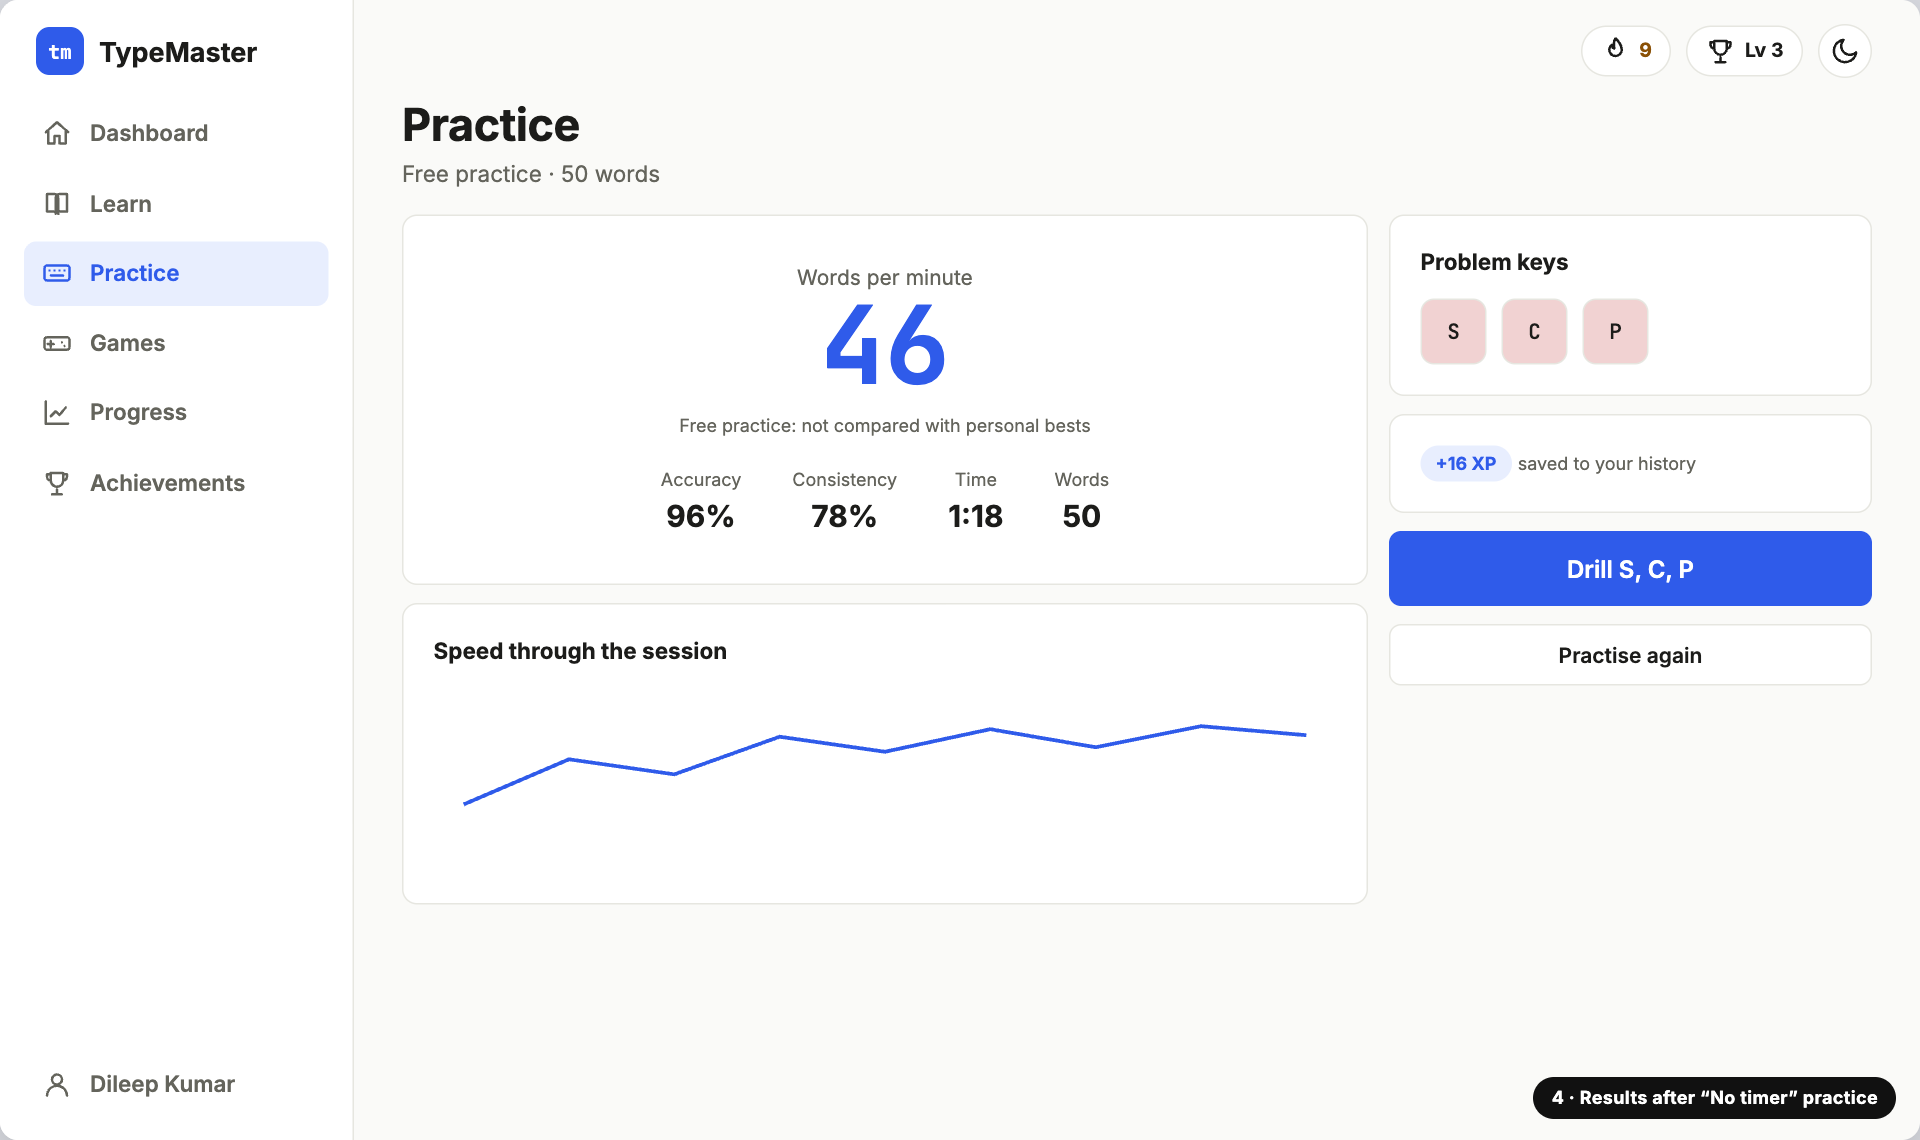 tm TypeMaster
Dashboard
Learn
Practice
Games
Progress
Achievements
Dileep Kumar
9
Lv 3
Practice
Free practice · 50 words
Words per minute
46
Free practice: not compared with personal bests
Accuracy Consistency Time Words
96% 78% 1:18 50
Speed through the session
Problem keys
S C P
+16 XP saved to your history
Drill S, C, P
Practise again
4 · Results after “No timer” practice